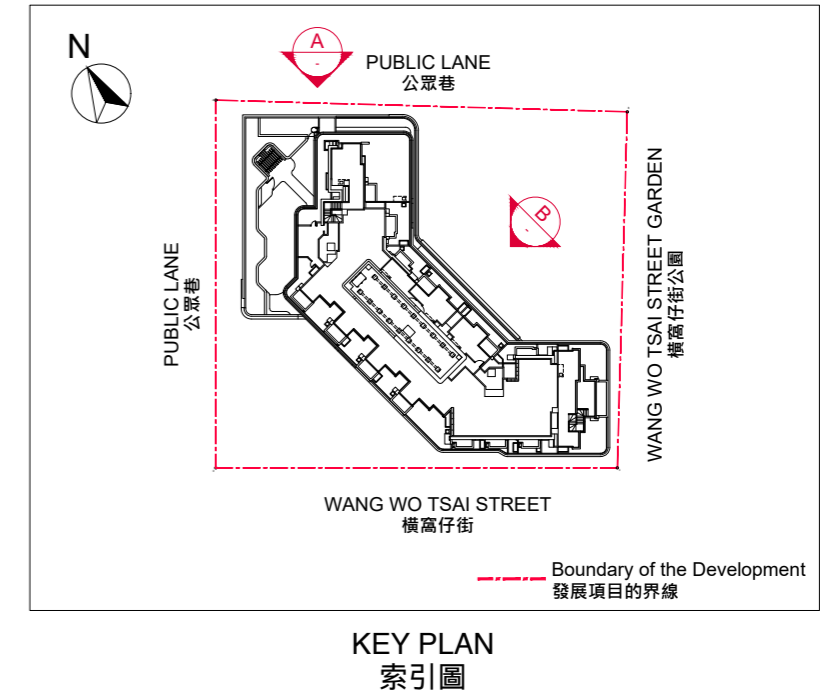 N
A
-
PUBLIC LANE
公眾巷
B
-
PUBLIC LANE
公眾巷
WANG WO TSAI STREET GARDEN
橫窩仔街公園
WANG WO TSAI STREET
橫窩仔街
Boundary of the Development
發展項目的界線
KEY PLAN
索引圖